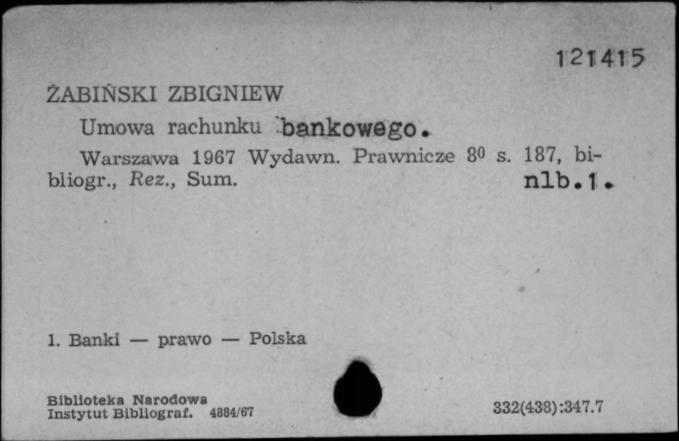 121415
ŻABIŃSKI ZBIGNIEW
Umowa rachunku bankowego.
Warszawa 1967 Wydawn. Prawnicze 8⁰ s. 187, bi-
bliogr., Rez., Sum. nlb.1.
1. Banki — prawo — Polska
Biblioteka Narodowa
Instytut Bibliograf. 4884/67
332(438):347.7